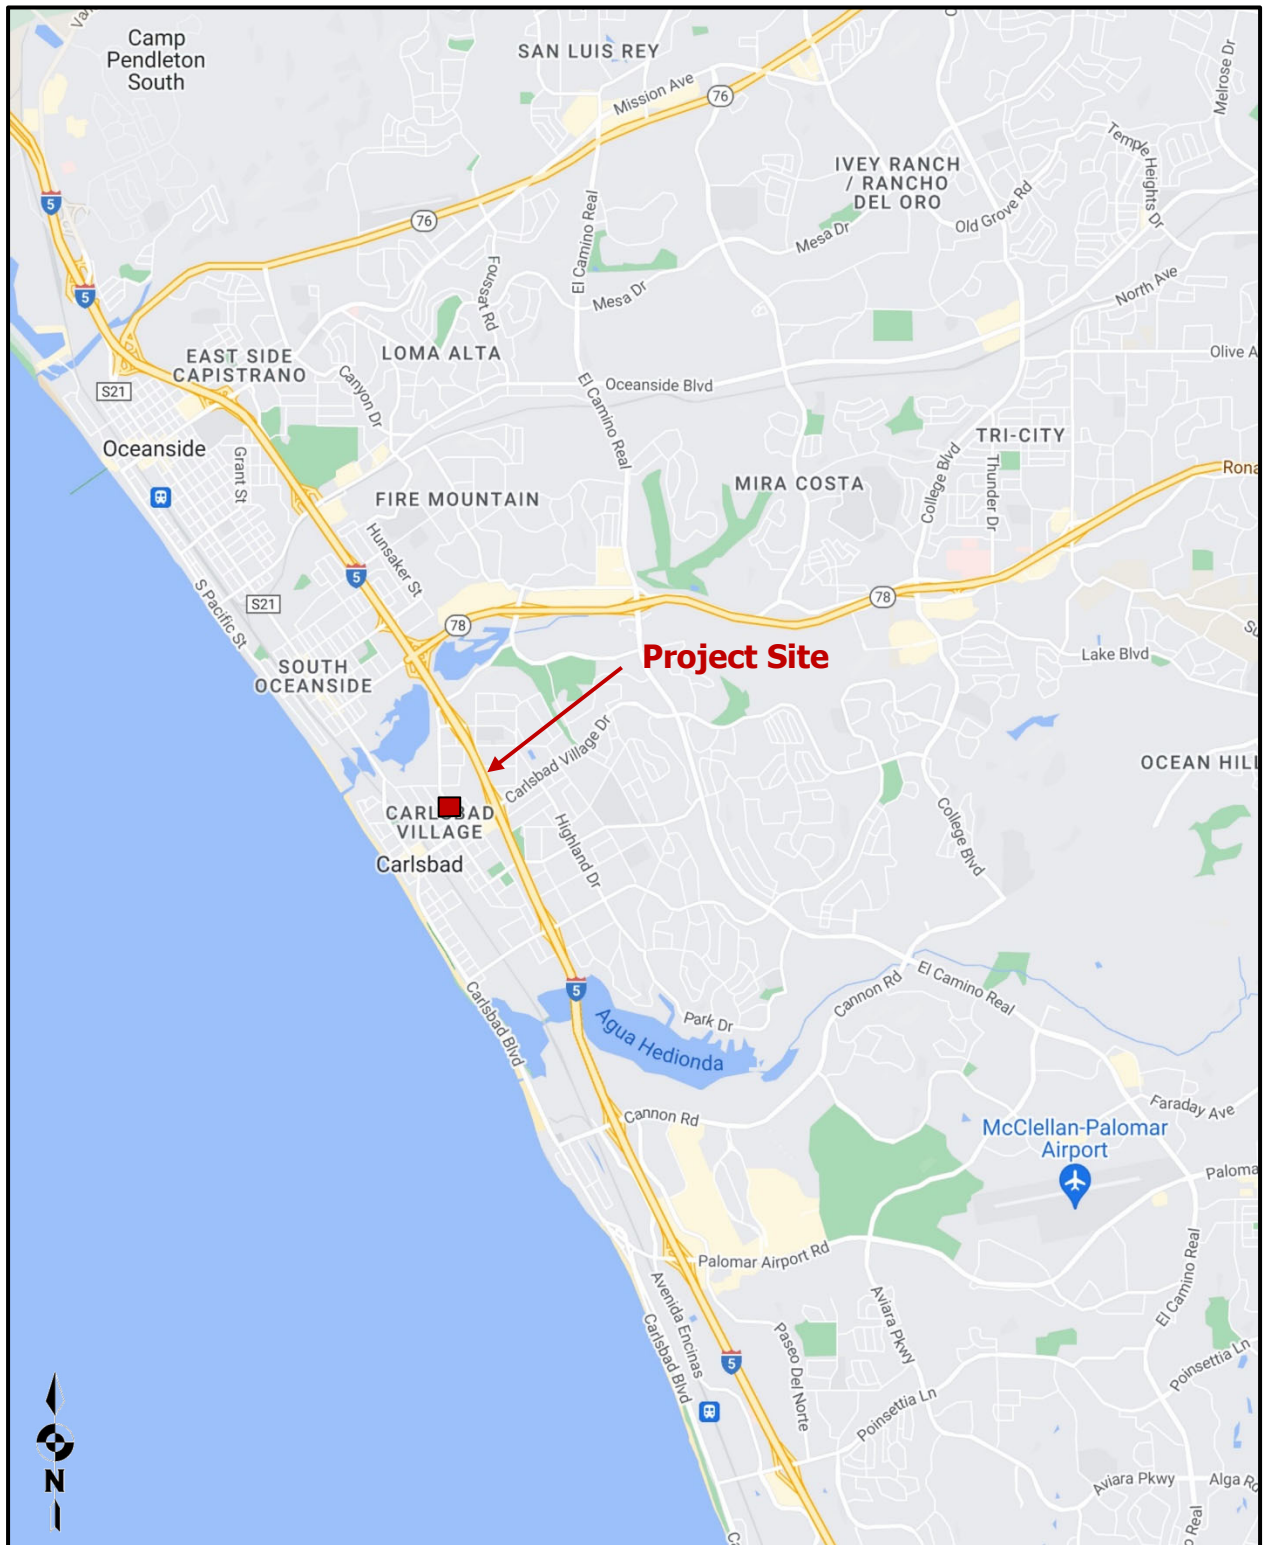 Camp
Pendleton
South
SAN LUIS REY
Mission Ave
76
Melrose Dr
Temple Heights Dr
IVEY RANCH
/ RANCHO
DEL ORO
5
76
El Camino Real
Old Grove Rd
Mesa Dr
Foussat Rd
5
Mesa Dr
North Ave
EAST SIDE
CAPISTRANO
LOMA ALTA
Olive A
S21
Canyon Dr
Oceanside Blvd
El Camino Real
Oceanside
TRI-CITY
Grant St
College Blvd
Thunder Dr
Rona
FIRE MOUNTAIN
MIRA COSTA
Hunsaker St
5
S Pacific St
S21
78
78
Su
SOUTH
OCEANSIDE
Project Site
Lake Blvd
Carlsbad Village Dr
OCEAN HILL
CARLSBAD
VILLAGE
Highland Dr
College Blvd
Carlsbad
El Camino Real
Cannon Rd
5
Carlsbad Blvd
Agua Hedionda
Park Dr
Cannon Rd
Faraday Ave
McClellan-Palomar
Airport
Paloma
Palomar Airport Rd
El Camino Real
Avenida Encinas
Aviara Pkwy
Carlsbad Blvd
Paseo Del Norte
5
Poinsettia Ln
Poinsettia Ln
N
Aviara Pkwy
Alga Ro
Real